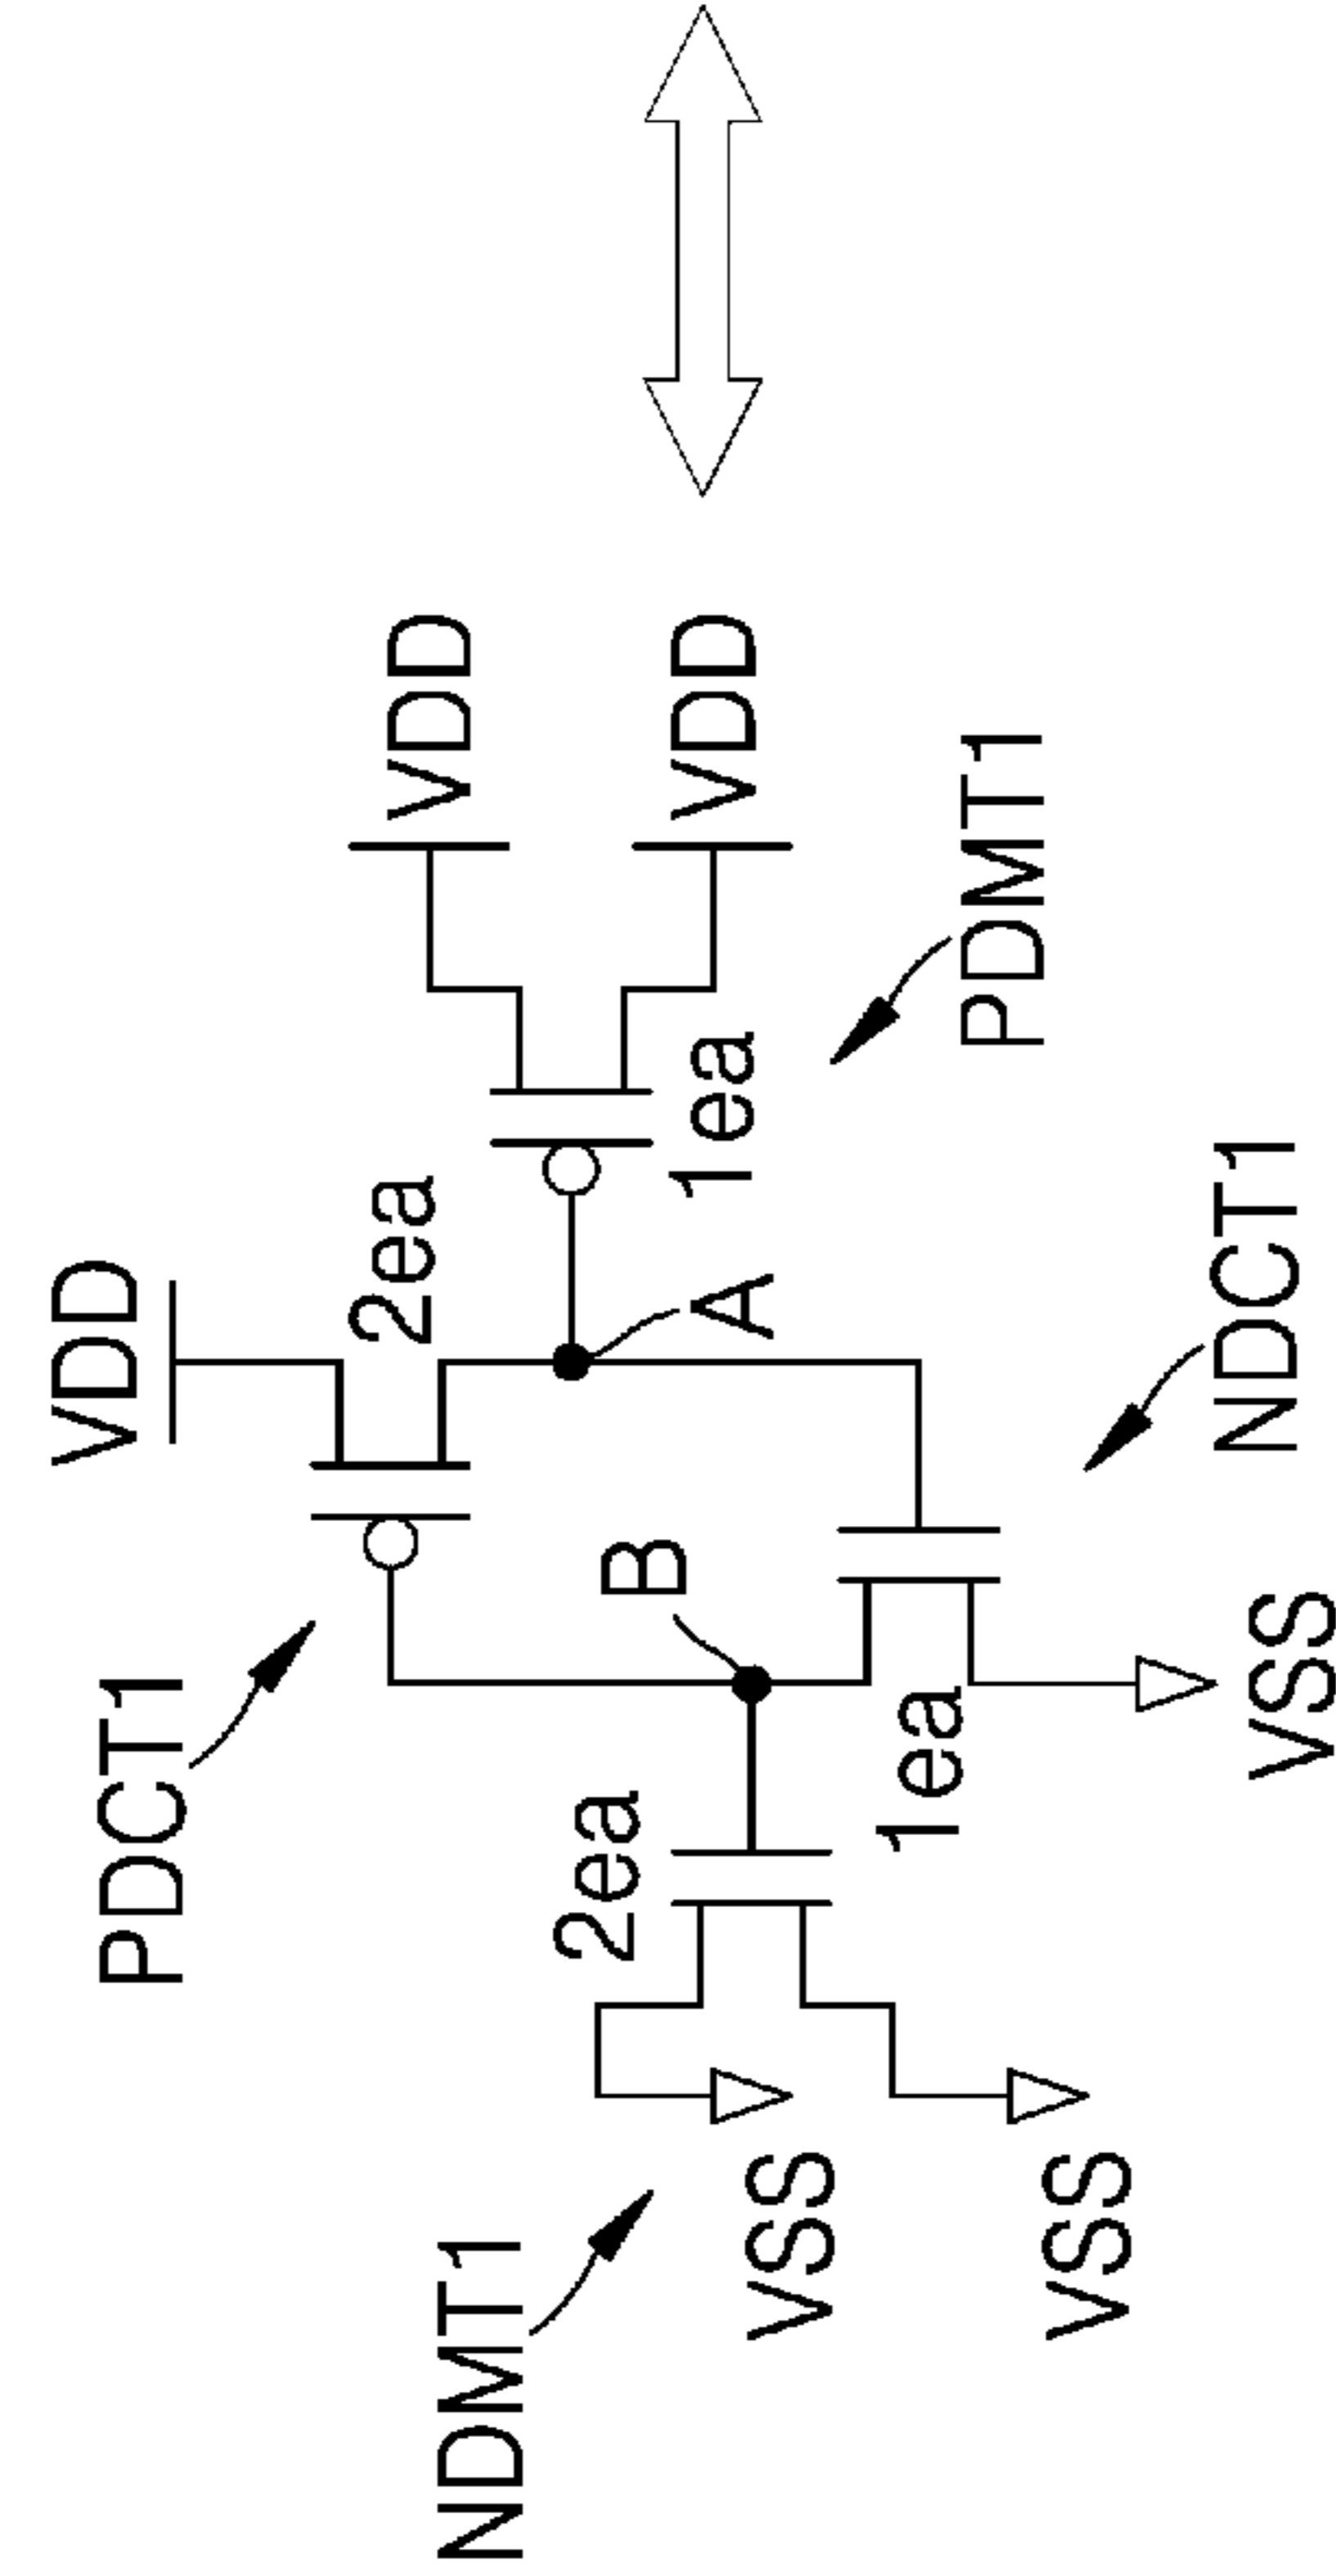 VDD
PDCT1
2ea
VDD
VDD
B
A
1ea
PDMT1
NDMT1
2ea
1ea
NDCT1
VSS
VSS
VSS